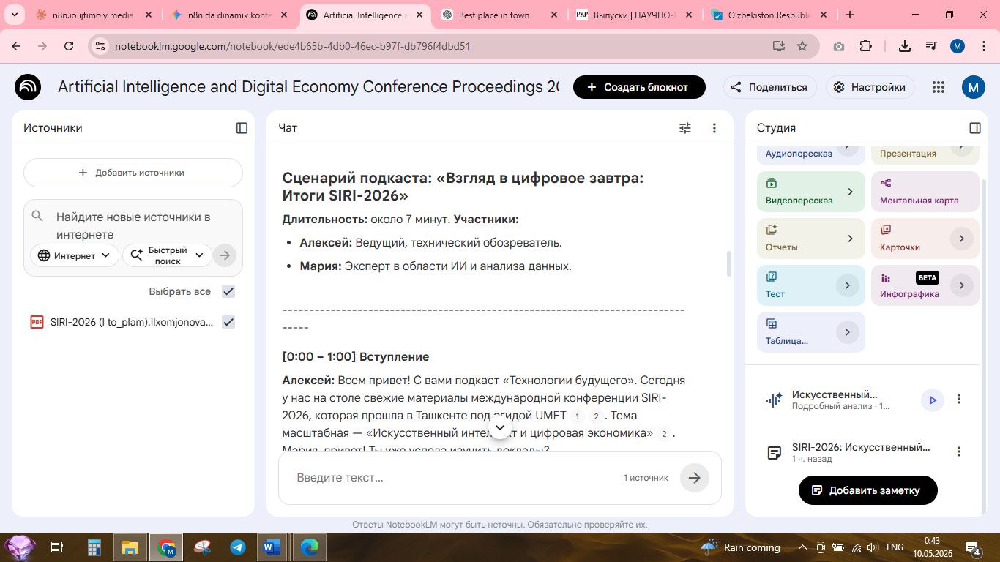 n8n.io ijtimoiy media
n8n da dinamik konte
Artificial Intelligence a
Best place in town
РКР Выпуски | НАУЧНО-П
O'zbekiston Respublik
notebooklm.google.com/notebook/ede4b65b-4db0-46ec-b97f-db796f4dbd51
M
Artificial Intelligence and Digital Economy Conference Proceedings 20
+ Создать блокнот
Поделиться
Настройки
M
Источники
+ Добавить источники
Найдите новые источники в
интернете
Интернет
Быстрый
поиск
Выбрать все
PDF SIRI-2026 (I to_plam).Ilxomjonova...
Чат
Сценарий подкаста: «Взгляд в цифровое завтра:
Итоги SIRI-2026»
Длительность: около 7 минут. Участники:
• Алексей: Ведущий, технический обозреватель.
• Мария: Эксперт в области ИИ и анализа данных.
---------------------------------------------------------------------------
-----
[0:00 – 1:00] Вступление
Алексей: Всем привет! С вами подкаст «Технологии будущего». Сегодня
у нас на столе свежие материалы международной конференции SIRI-
2026, которая прошла в Ташкенте под эгидой UMFT 1 2 . Тема
масштабная — «Искусственный интеллект и цифровая экономика» 2 .
Мария, привет! Ты уже успела изучить доклады?
Введите текст...
1 источник
Ответы NotebookLM могут быть неточны. Обязательно проверяйте их.
Студия
Аудиопересказ
Презентация
Видеопересказ
Ментальная карта
Отчеты
Карточки
Тест
БЕТА
Инфографика
Таблица...
Искусственный...
Подробный анализ · 1...
SIRI-2026: Искусственный...
1 ч. назад
Добавить заметку
M
W
Rain coming
ENG
0:43
10.05.2026
4